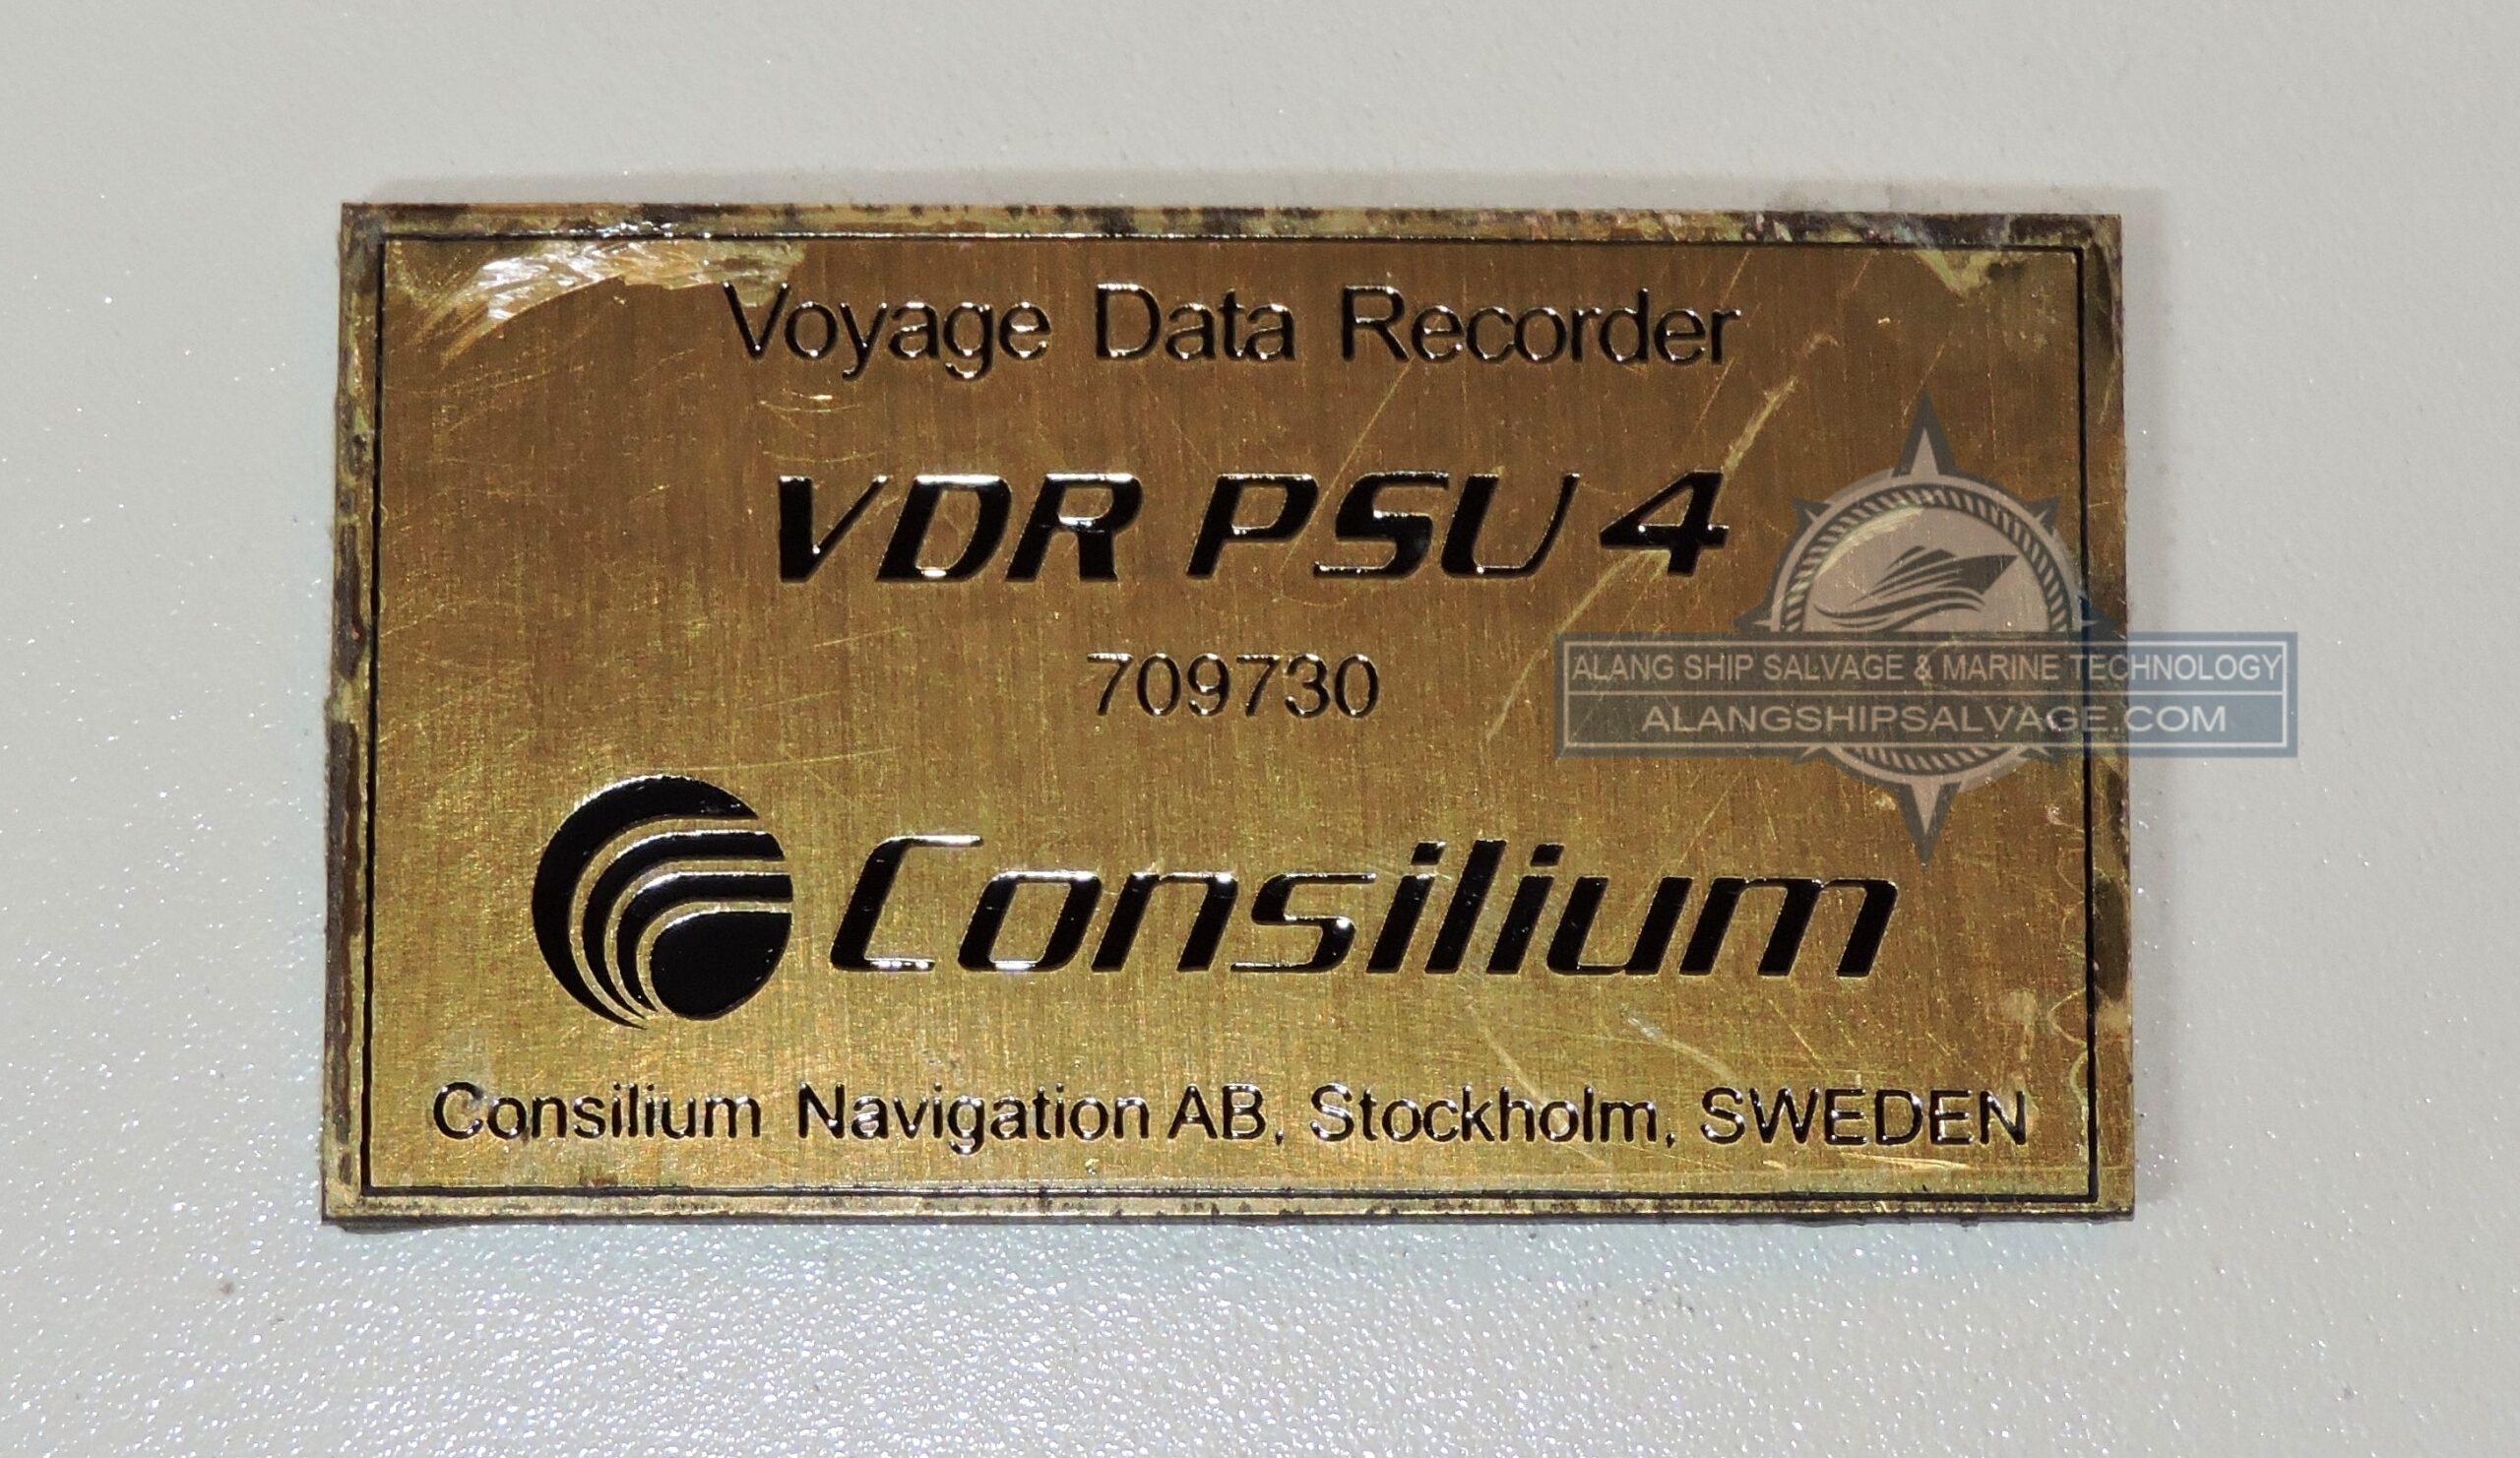 Voyage Data Recorder
VDR PSU 4
709730
ALANG SHIP SALVAGE & MARINE TECHNOLOGY
ALANGSHIPSALVAGE.COM
Consilium
Consilium Navigation AB, Stockholm, SWEDEN